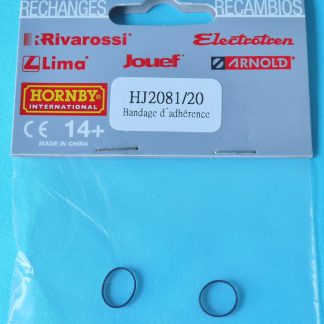 RECHANGES RECAMBIOS
Rivarossi Electrotren
Lima Jouef ARNOLD
HORNBY
INTERNATIONAL
HJ2081/20
Bandage d'adhérence
CE 14+
MADE IN CHINA